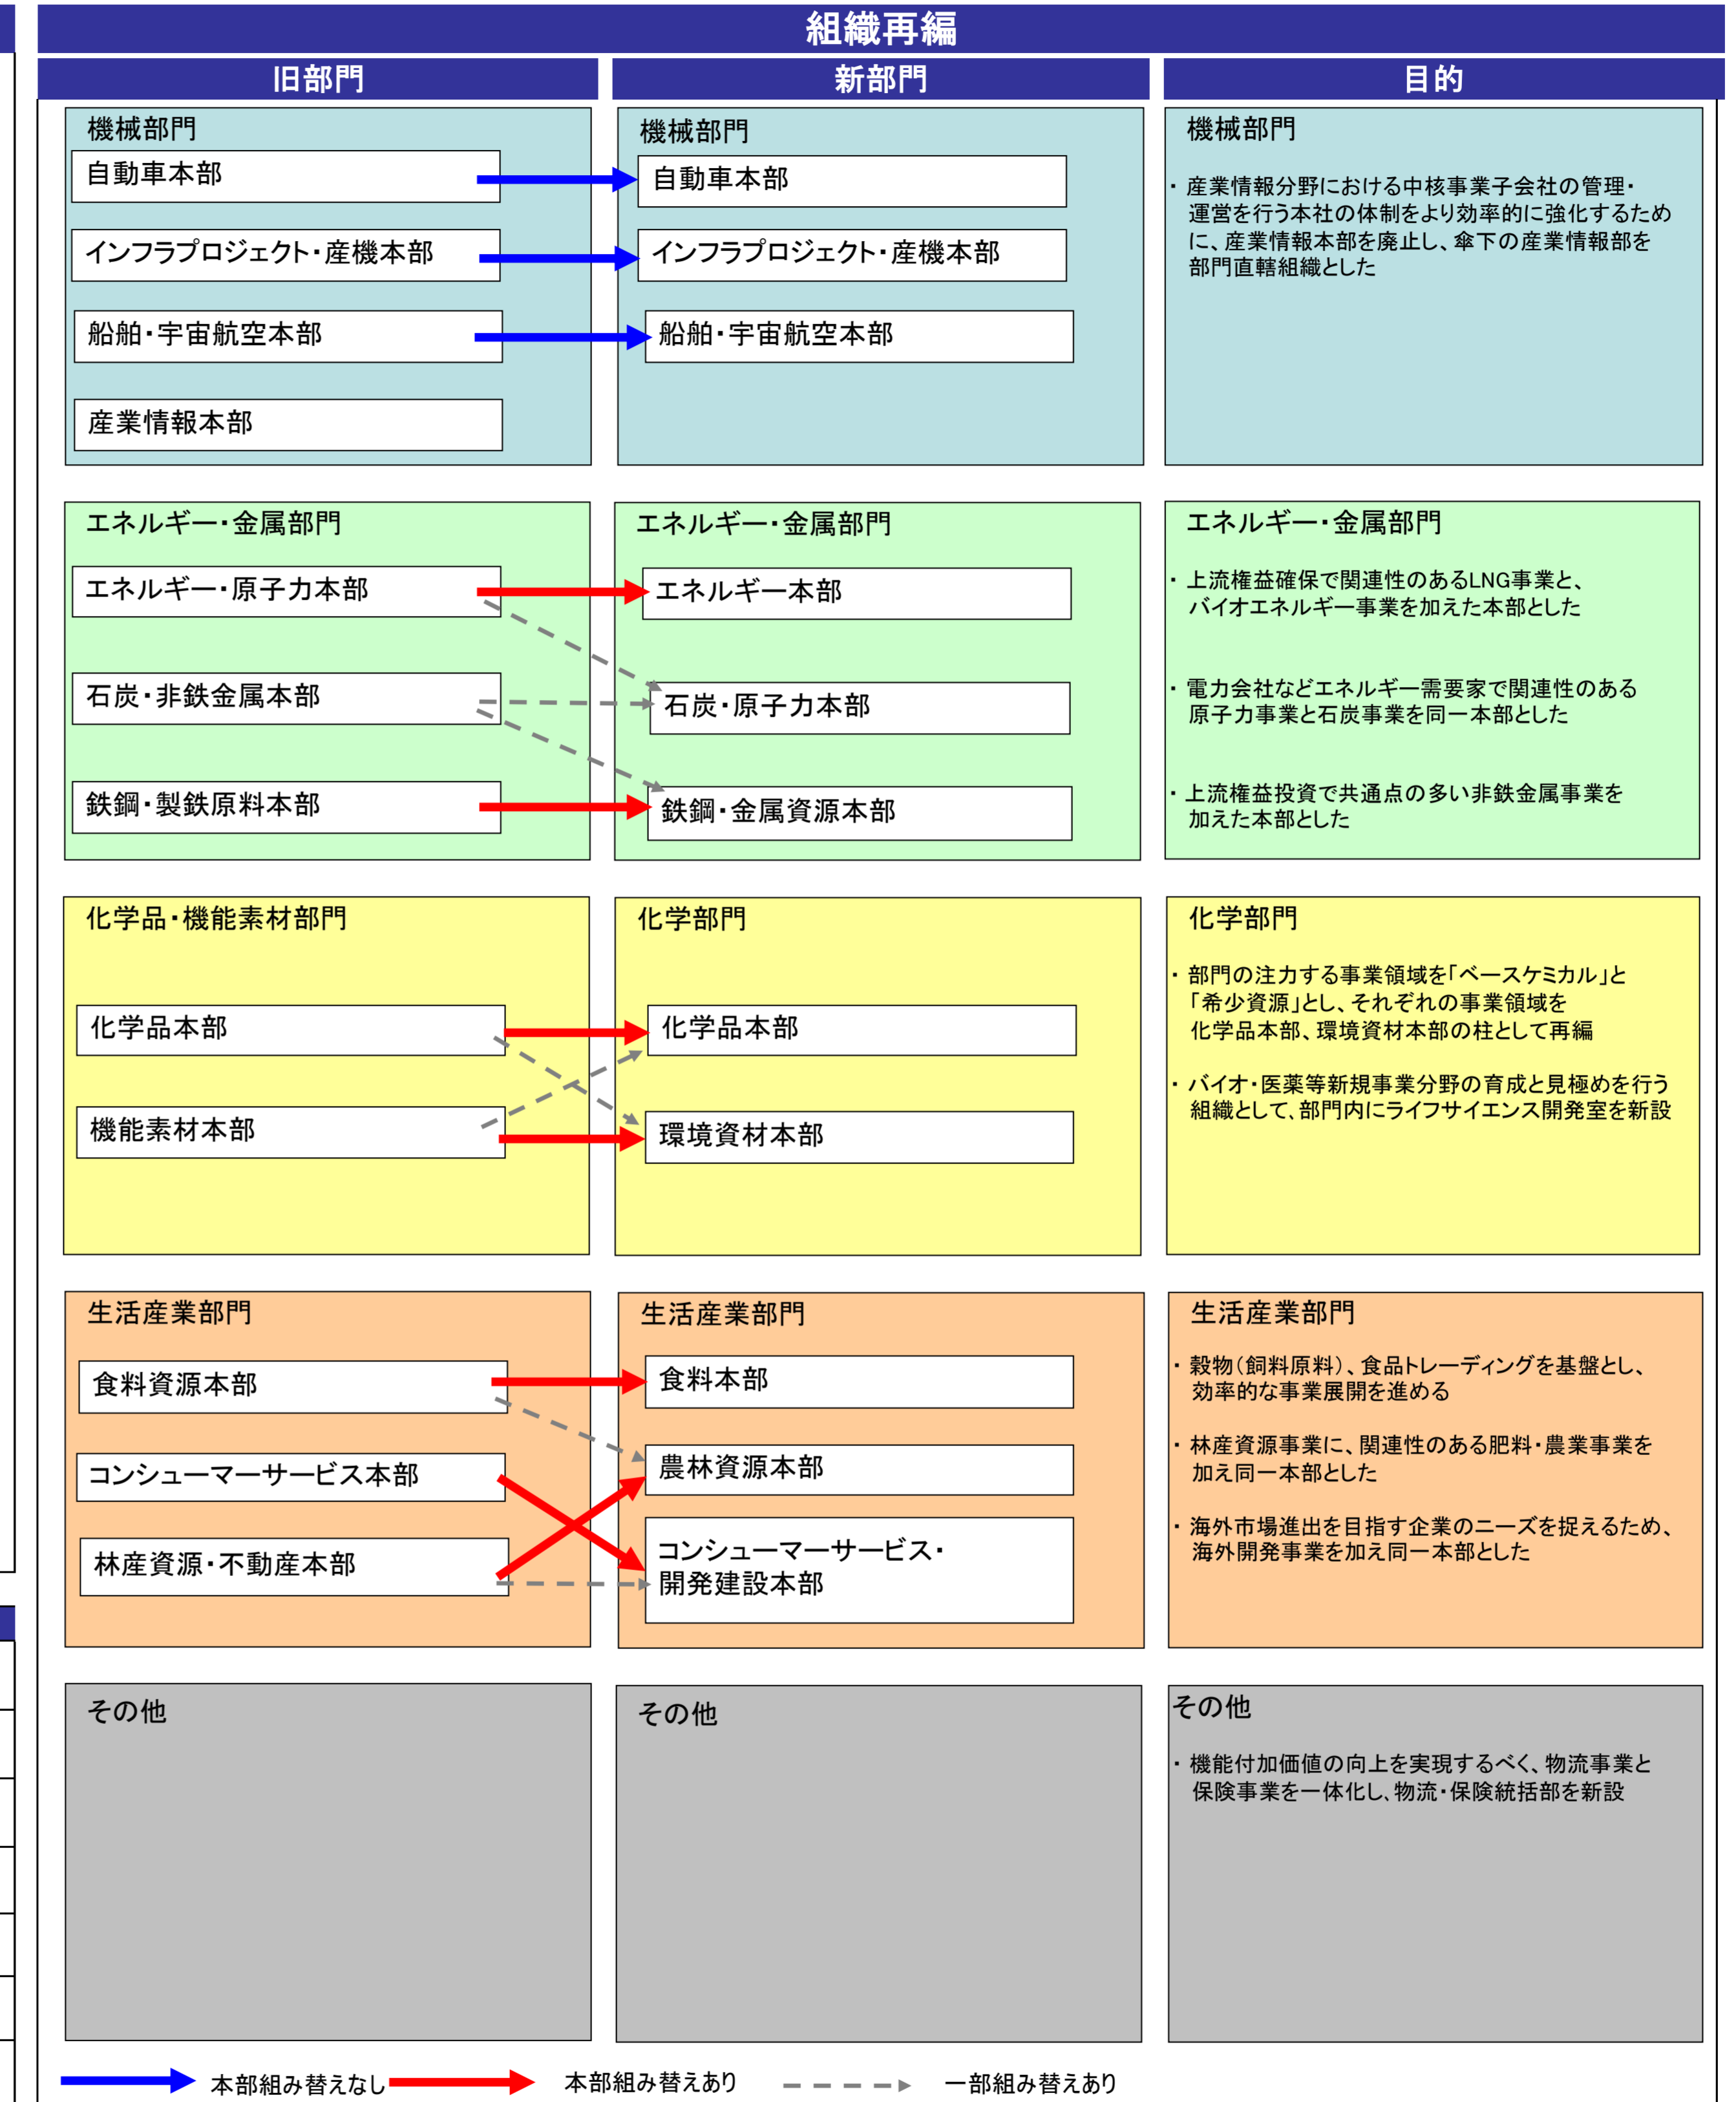 組織再編
旧部門
新部門
目的
機械部門
自動車本部
インフラプロジェクト・産機本部
船舶・宇宙航空本部
産業情報本部
機械部門
自動車本部
インフラプロジェクト・産機本部
船舶・宇宙航空本部
機械部門
・ 産業情報分野における中核事業子会社の管理・
運営を行う本社の体制をより効率的に強化するため
に、産業情報本部を廃止し、傘下の産業情報部を
部門直轄組織とした
エネルギー・金属部門
エネルギー・原子力本部
石炭・非鉄金属本部
鉄鋼・製鉄原料本部
エネルギー・金属部門
エネルギー本部
石炭・原子力本部
鉄鋼・金属資源本部
エネルギー・金属部門
・ 上流権益確保で関連性のあるLNG事業と、
バイオエネルギー事業を加えた本部とした
・ 電力会社などエネルギー需要家で関連性のある
原子力事業と石炭事業を同一本部とした
・ 上流権益投資で共通点の多い非鉄金属事業を
加えた本部とした
化学品・機能素材部門
化学品本部
機能素材本部
化学部門
化学品本部
環境資材本部
化学部門
・ 部門の注力する事業領域を「ベースケミカル」と
「希少資源」とし、それぞれの事業領域を
化学品本部、環境資材本部の柱として再編
・ バイオ・医薬等新規事業分野の育成と見極めを行う
組織として、部門内にライフサイエンス開発室を新設
生活産業部門
食料資源本部
コンシューマーサービス本部
林産資源・不動産本部
生活産業部門
食料本部
農林資源本部
コンシューマーサービス・
開発建設本部
生活産業部門
・ 穀物(飼料原料)、食品トレーディングを基盤とし、
効率的な事業展開を進める
・ 林産資源事業に、関連性のある肥料・農業事業を
加え同一本部とした
・ 海外市場進出を目指す企業のニーズを捉えるため、
海外開発事業を加え同一本部とした
その他
その他
その他
・ 機能付加価値の向上を実現するべく、物流事業と
保険事業を一体化し、物流・保険統括部を新設
本部組み替えなし
本部組み替えあり
一部組み替えあり